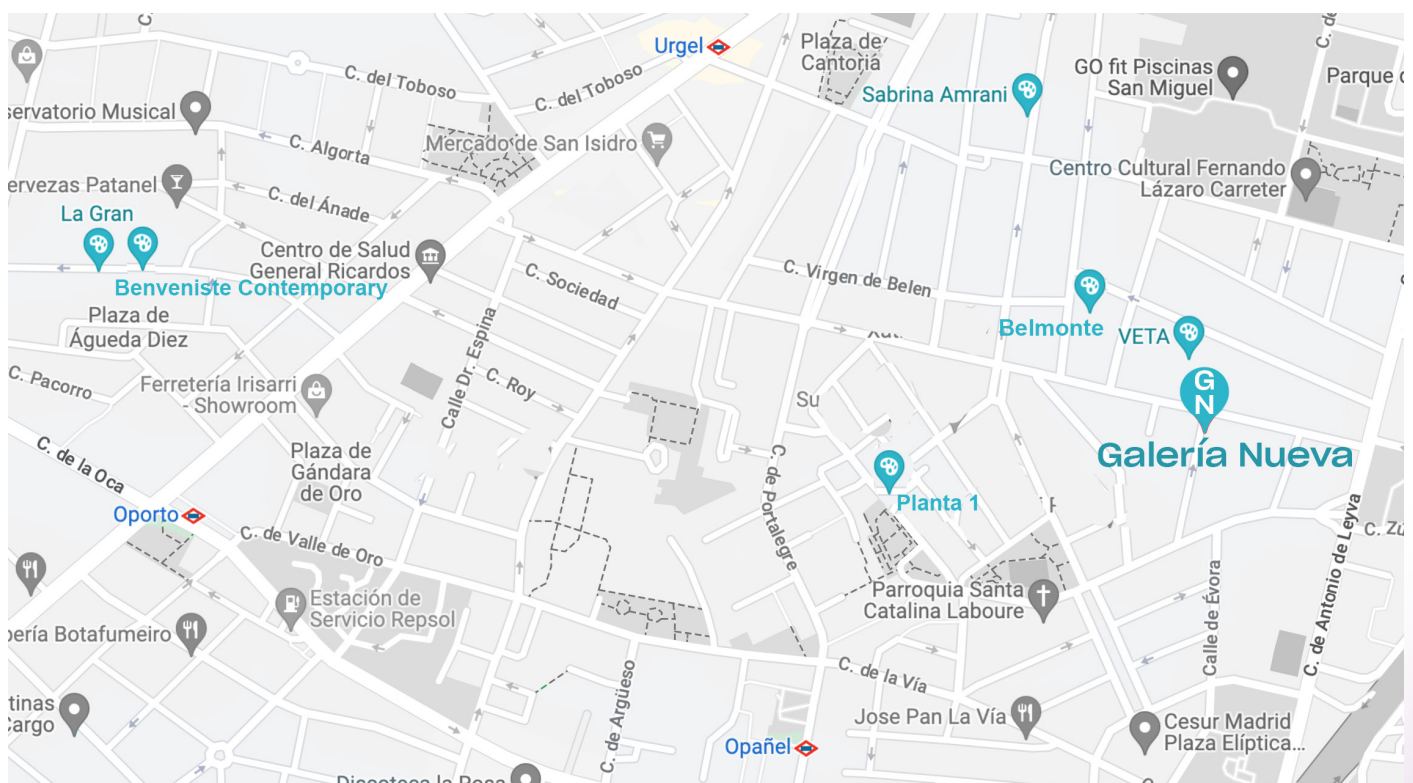 Urgel
Plaza de
Cantoria
C. de
GO fit Piscinas
San Miguel
Parque
C. del Toboso
C. del Toboso
Sabrina Amrani
servatorio Musical
C. Algorta
Mercado de San Isidro
Centro Cultural Fernando
Lázaro Carreter
ervezas Patanel
C. del Ánade
La Gran
Centro de Salud
General Ricardos
Benveniste Contemporary
C. Sociedad
C. Virgen de Belen
Plaza de
Águeda Diez
Belmonte
VETA
Calle Dr. Espina
C. Pacorro
Ferretería Irisarri
- Showroom
C. Roy
Su
G
N
Galería Nueva
C. de la Oca
Plaza de
Gándara
de Oro
C. de Portalegre
Planta 1
Oporto
C. de Valle de Oro
C. de Antonio de Leyva
C. Zú
Estación de
Servicio Repsol
Parroquia Santa
Catalina Laboure
Calle de Évora
pería Botafumeiro
C. de Argüeso
C. de la Vía
tinas
Cargo
Jose Pan La Vía
Cesur Madrid
Plaza Elíptica...
Opañel